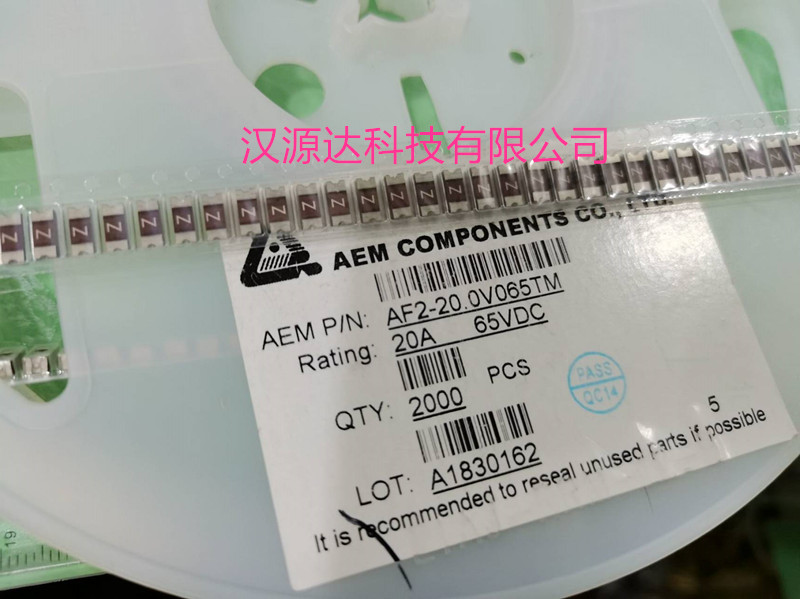 汉源达科技有限公司
Z Z Z Z Z Z Z Z Z Z Z Z Z Z Z Z Z
AEM COMPONENTS CO., LTD.
AEM P/N: AF2-20.0V065TM
Rating: 20A 65VDC
QTY: 2000 PCS
PASS
QC14
LOT: A1830162
5
It is recommended to reseal unused parts if possible
19